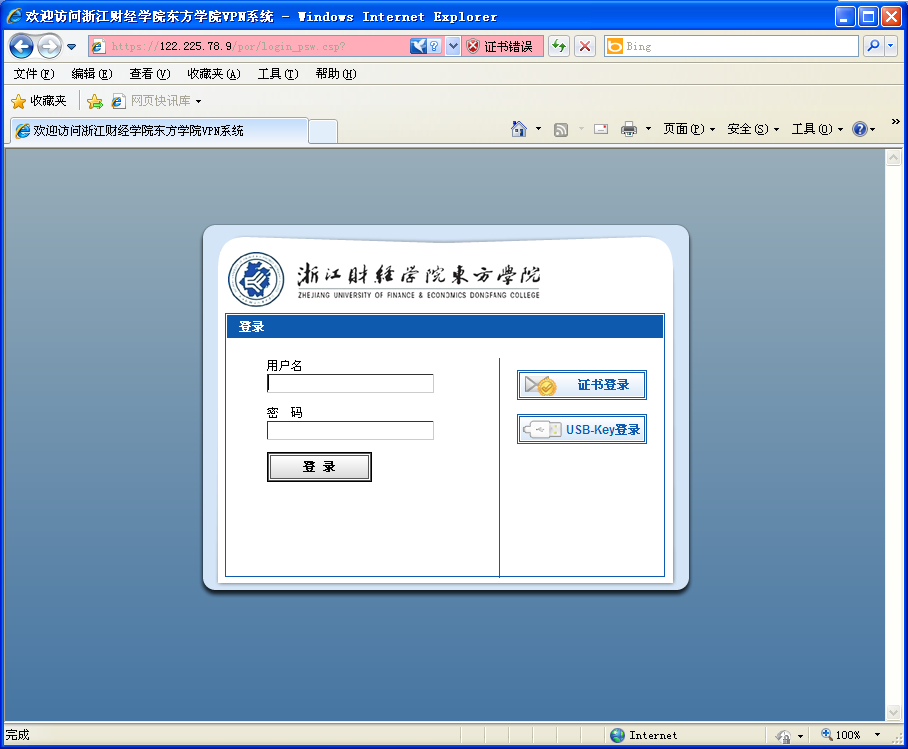 欢迎访问浙江财经学院东方学院VPN系统 - Windows Internet Explorer
https://122.225.78.9/por/login_psw.csp? 证书错误 Bing
文件(F) 编辑(E) 查看(V) 收藏夹(A) 工具(T) 帮助(H)
收藏夹 网页快讯库
欢迎访问浙江财经学院东方学院VPN系统 页面(P) 安全(S) 工具(O) »
浙江财经学院東方學院
ZHEJIANG UNIVERSITY OF FINANCE & ECONOMICS DONGFANG COLLEGE
登录
用户名
证书登录
密 码
USB-Key登录
登 录
完成 Internet 100%